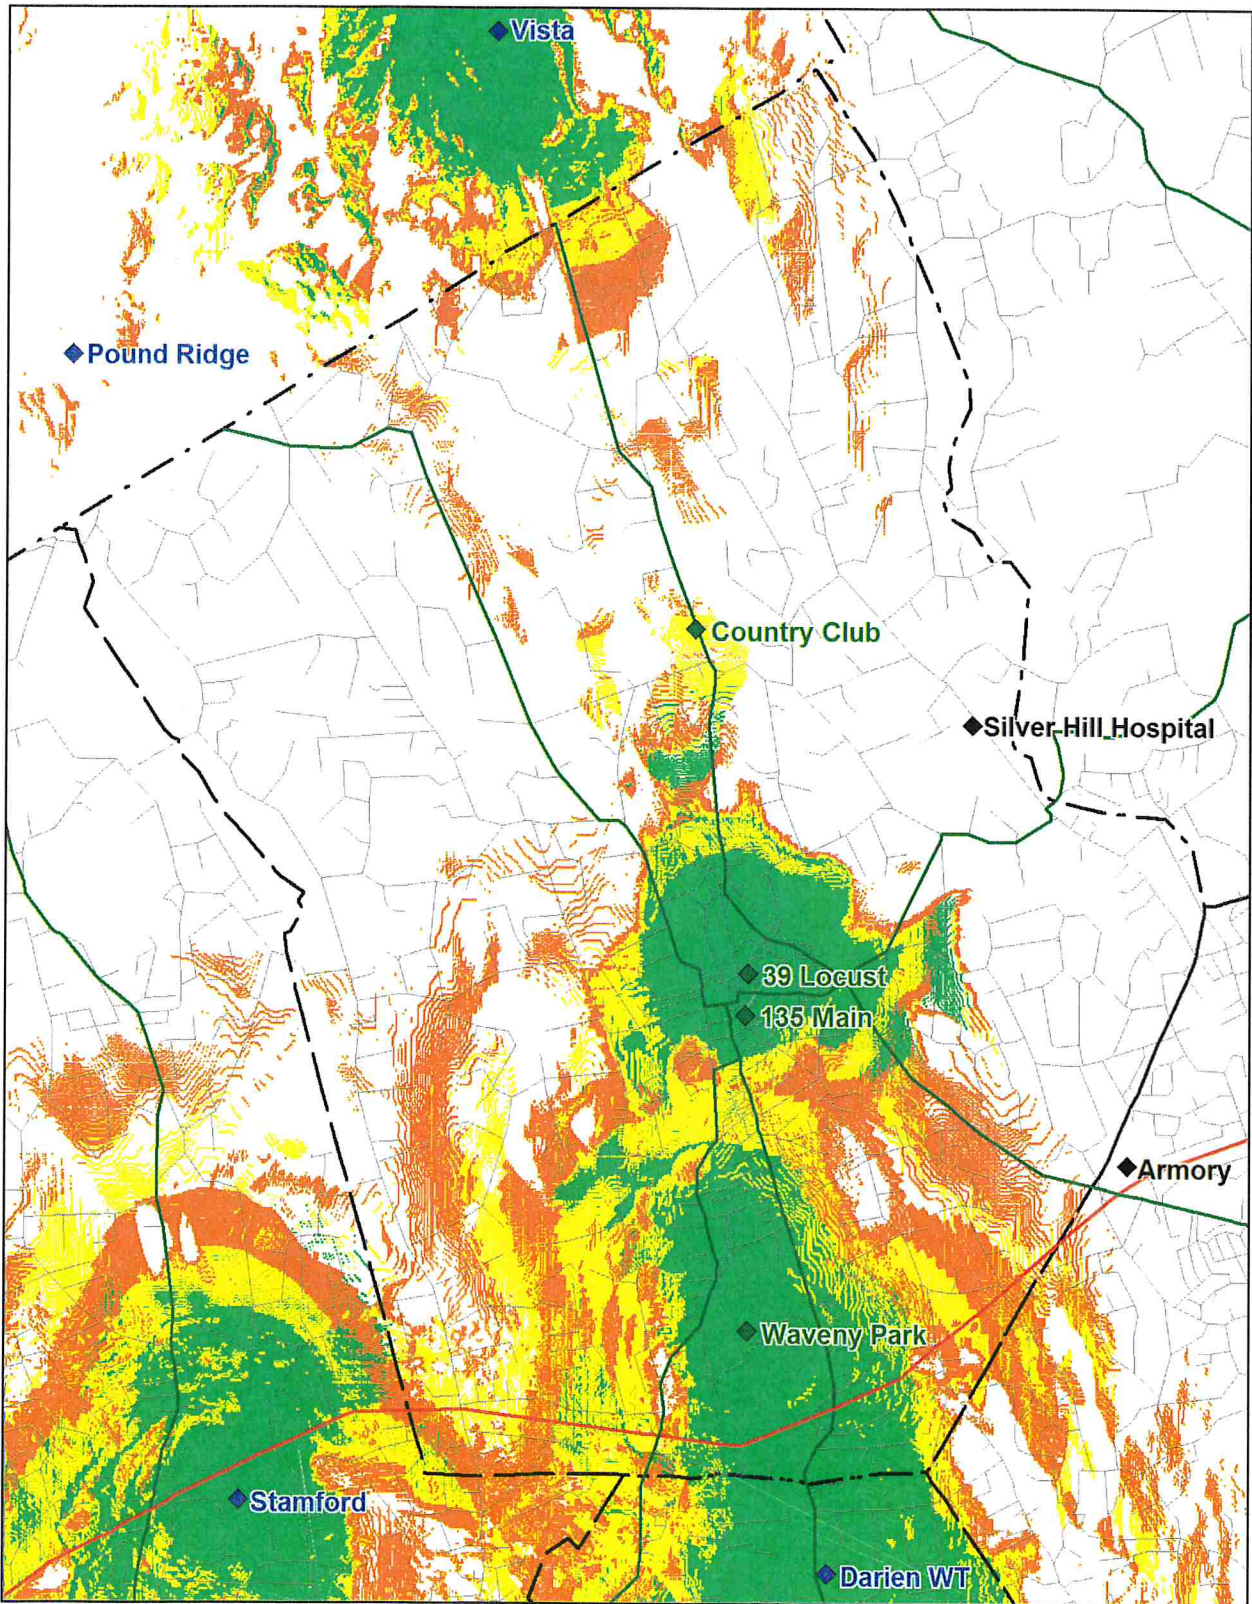 Vista
Pound Ridge
Country Club
Silver Hill Hospital
39 Locust
135 Main
Armory
Waveny Park
Stamford
Darien WT